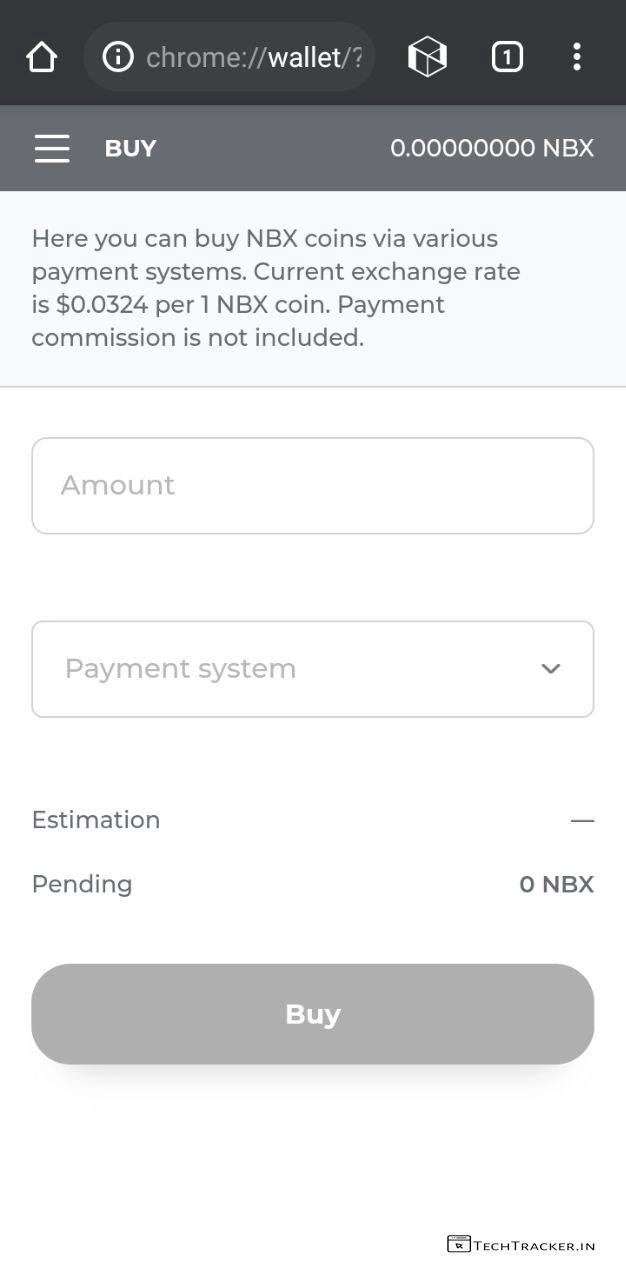 chrome://wallet/?
1
BUY
0.00000000 NBX
Here you can buy NBX coins via various
payment systems. Current exchange rate
is $0.0324 per 1 NBX coin. Payment
commission is not included.
Amount
Payment system
Estimation —
Pending 0 NBX
Buy
TECHTRACKER.IN